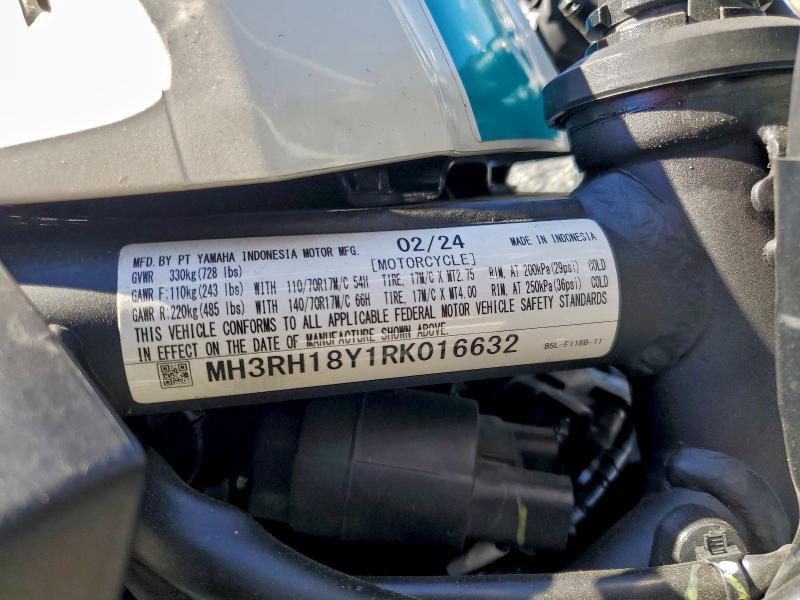 MFD. BY PT YAMAHA INDONESIA MOTOR MFG. 02/24 MADE IN INDONESIA
GVWR 330kg(728 lbs) [MOTORCYCLE]
GAWR F:110kg(243 lbs) WITH 110/70R17M/C 54H TIRE, 17M/C X MT2.75 RIM, AT 200kPa(29psi) COLD
GAWR R:220kg(485 lbs) WITH 140/70R17M/C 66H TIRE, 17M/C X MT4.00 RIM, AT 250kPa(36psi) COLD
THIS VEHICLE CONFORMS TO ALL APPLICABLE FEDERAL MOTOR VEHICLE SAFETY STANDARDS
IN EFFECT ON THE DATE OF MANUFACTURE SHOWN ABOVE.
MH3RH18Y1RK016632 B5L-F118B-11